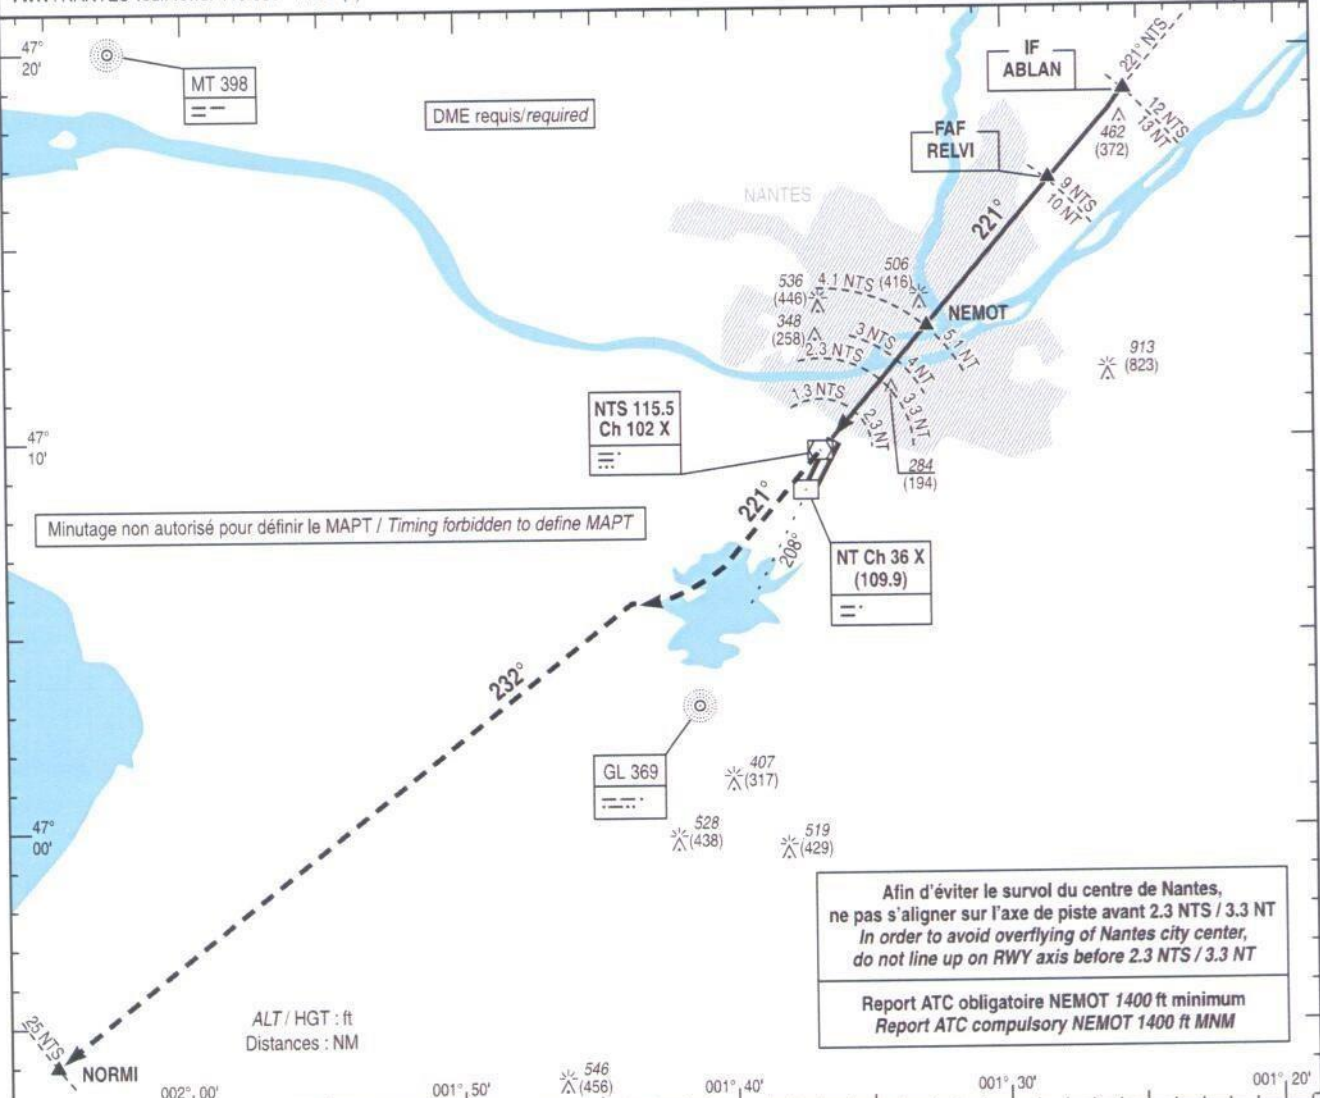 47°
20'
MT 398
DME requis/required
IF
ABLAN
221° NTS
12 NTS
13 NT
462
(372)
FAF
RELVI
9 NTS
10 NT
NANTES
221°
536
(446)
4.1 NTS
506
(416)
NEMOT
5.1 NT
348
(258)
3 NTS
4 NT
2.3 NTS
3.3 NT
913
(823)
1.3 NTS
2.3 NT
284
(194)
NTS 115.5
Ch 102 X
47°
10'
221°
Minutage non autorisé pour définir le MAPT / Timing forbidden to define MAPT
208°
NT Ch 36 X
(109.9)
232°
GL 369
407
(317)
528
(438)
519
(429)
47°
00'
Afin d'éviter le survol du centre de Nantes,
ne pas s'aligner sur l'axe de piste avant 2.3 NTS / 3.3 NT
In order to avoid overflying of Nantes city center,
do not line up on RWY axis before 2.3 NTS / 3.3 NT
Report ATC obligatoire NEMOT 1400 ft minimum
Report ATC compulsory NEMOT 1400 ft MNM
ALT / HGT : ft
Distances : NM
25 NTS
NORMI
546
(456)
002° 00'
001° 50'
001° 40'
001° 30'
001° 20'